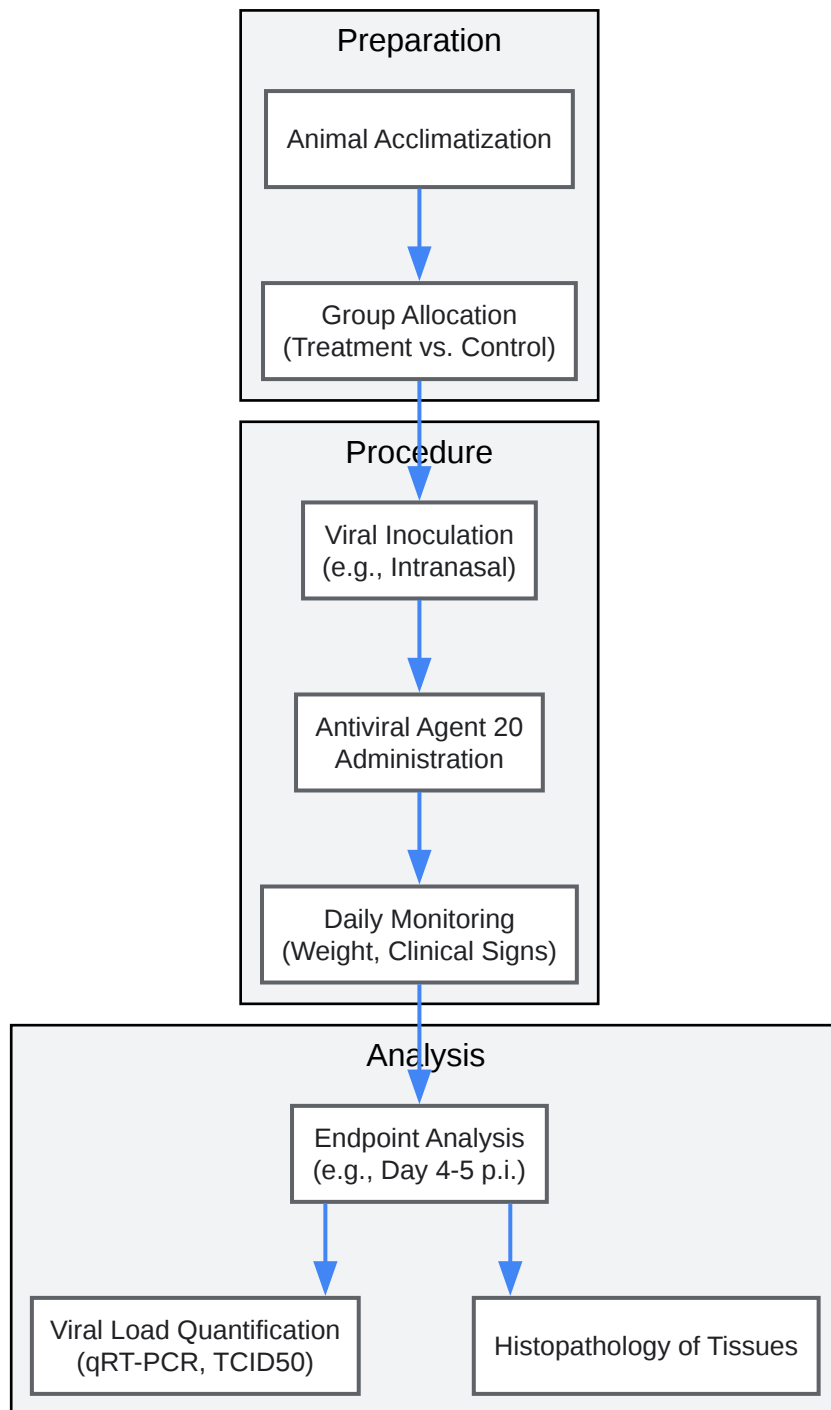 Preparation
Animal Acclimatization
Group Allocation
(Treatment vs. Control)
Procedure
Viral Inoculation
(e.g., Intranasal)
Antiviral Agent 20
Administration
Daily Monitoring
(Weight, Clinical Signs)
Analysis
Endpoint Analysis
(e.g., Day 4-5 p.i.)
Viral Load Quantification
(qRT-PCR, TCID50)
Histopathology of Tissues